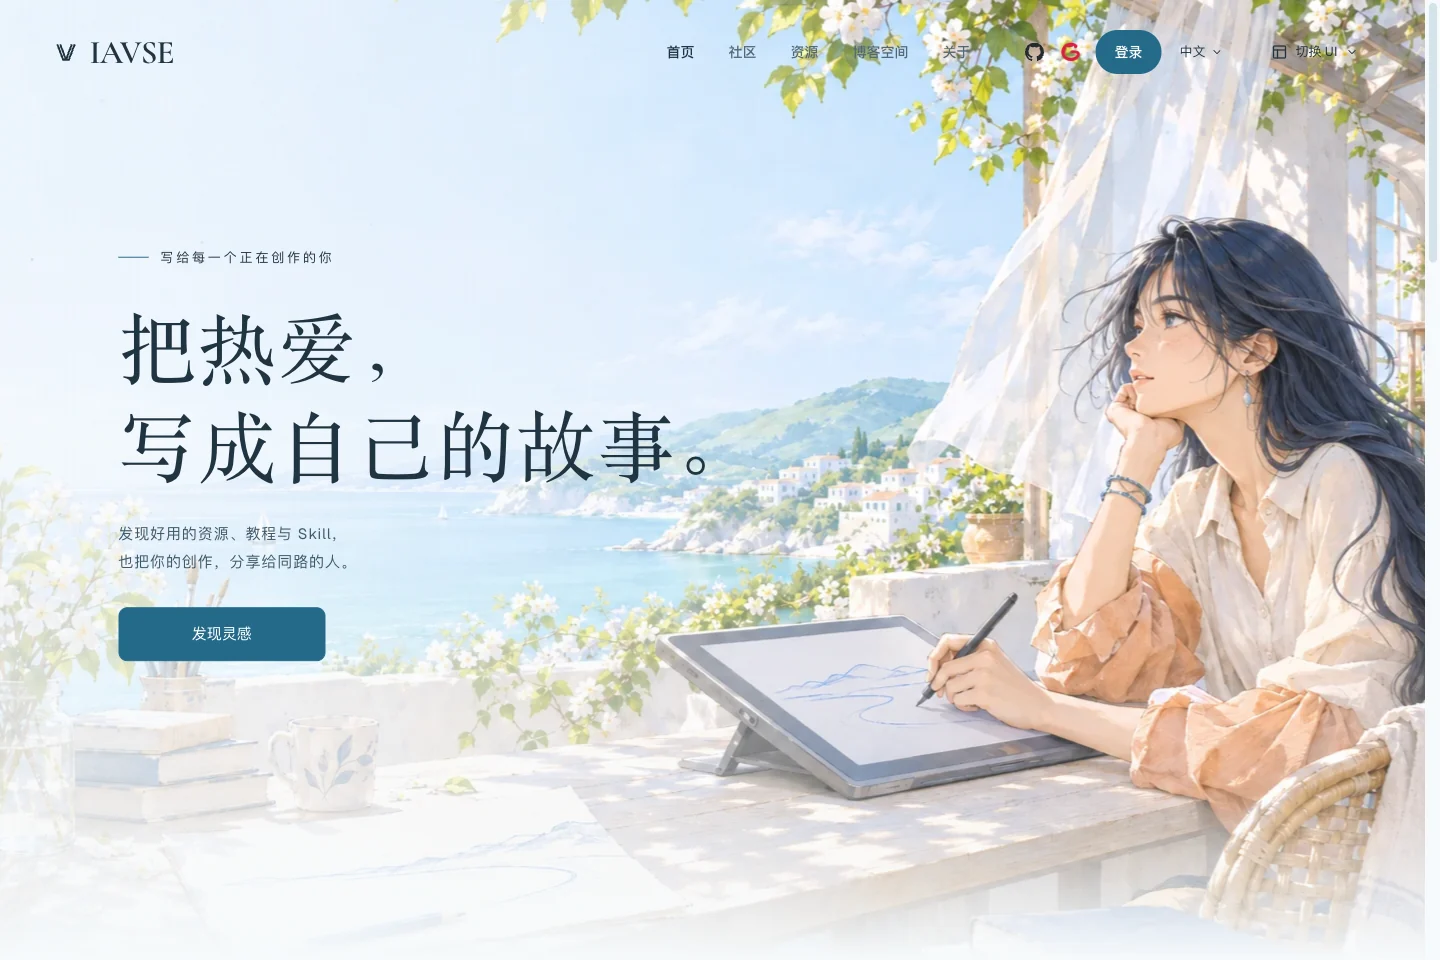 IAVSE
首页 社区 资源 博客空间 关于 登录 中文 切换 UI
写给每一个正在创作的你
把热爱，
写成自己的故事。
发现好用的资源、教程与 Skill，
也把你的创作，分享给同路的人。
发现灵感